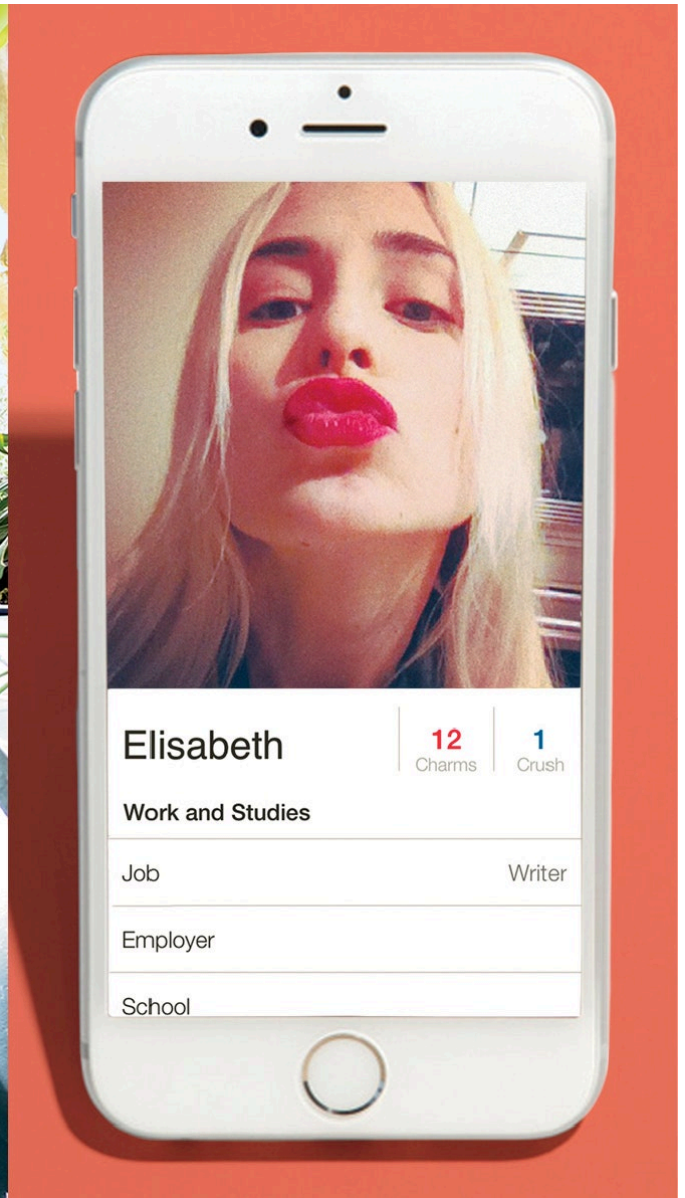 Elisabeth
12 1
Charms Crush
Work and Studies
Job Writer
Employer
School